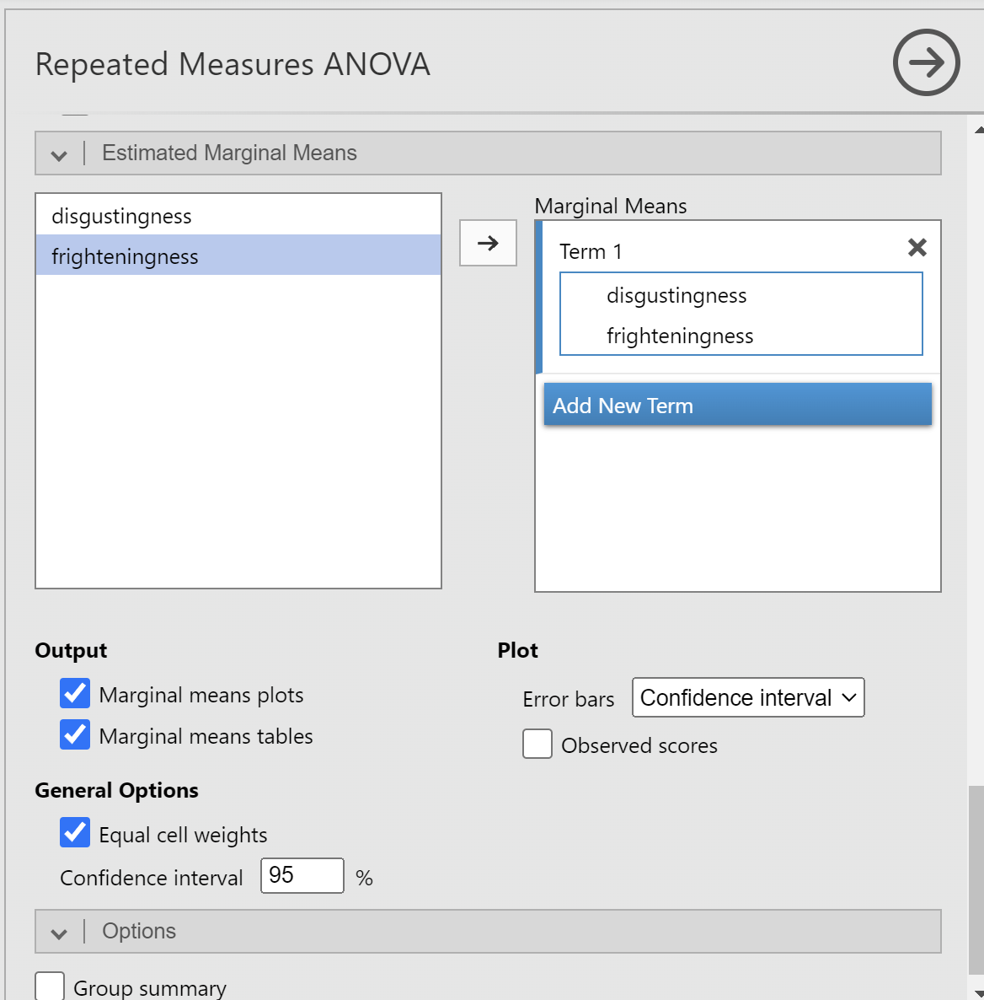 Repeated Measures ANOVA
Estimated Marginal Means
disgustingness
frighteningness
Marginal Means
Term 1
disgustingness
frighteningness
Add New Term
Output
Marginal means plots
Marginal means tables
Plot
Error bars Confidence interval
Observed scores
General Options
Equal cell weights
Confidence interval 95 %
Options
Group summary